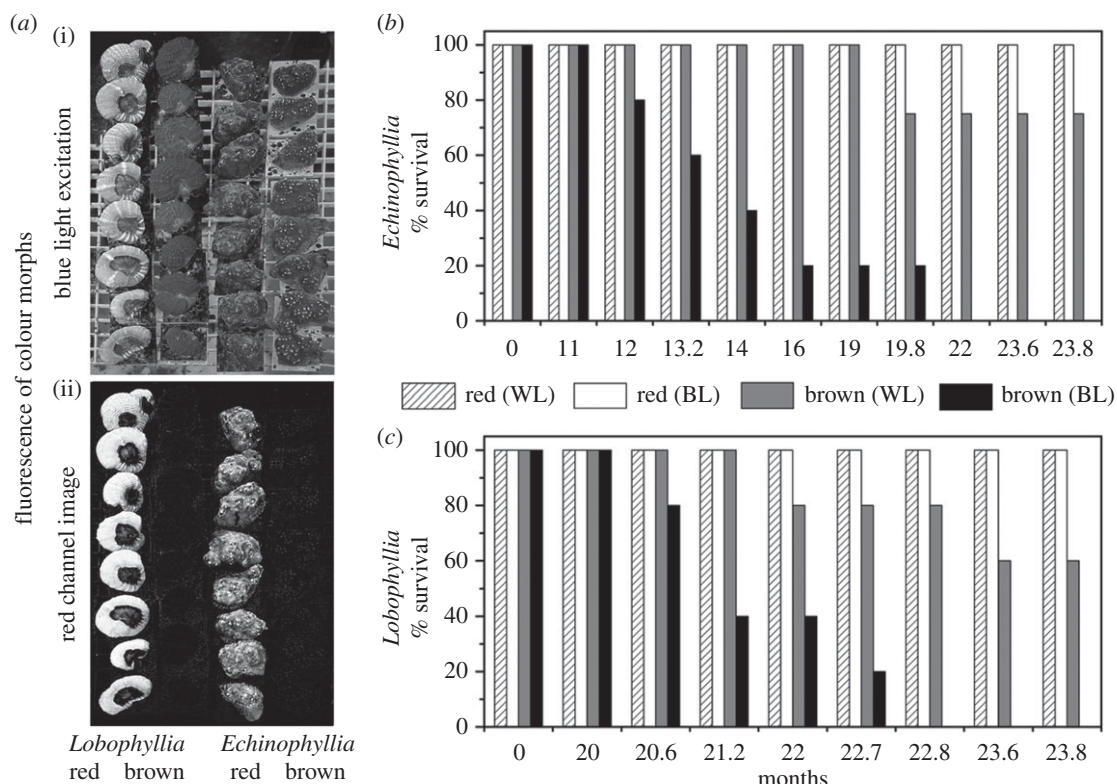 (a)
(i)
fluorescence of colour morphs
blue light excitation
(ii)
red channel image
Lobophyllia Echinophyllia
red brown red brown
(b)
Echinophyllia
% survival
100
80
60
40
20
0
0 11 12 13.2 14 16 19 19.8 22 23.6 23.8
red (WL) red (BL) brown (WL) brown (BL)
(c)
Lobophyllia
% survival
100
80
60
40
20
0
0 20 20.6 21.2 22 22.7 22.8 23.6 23.8
months